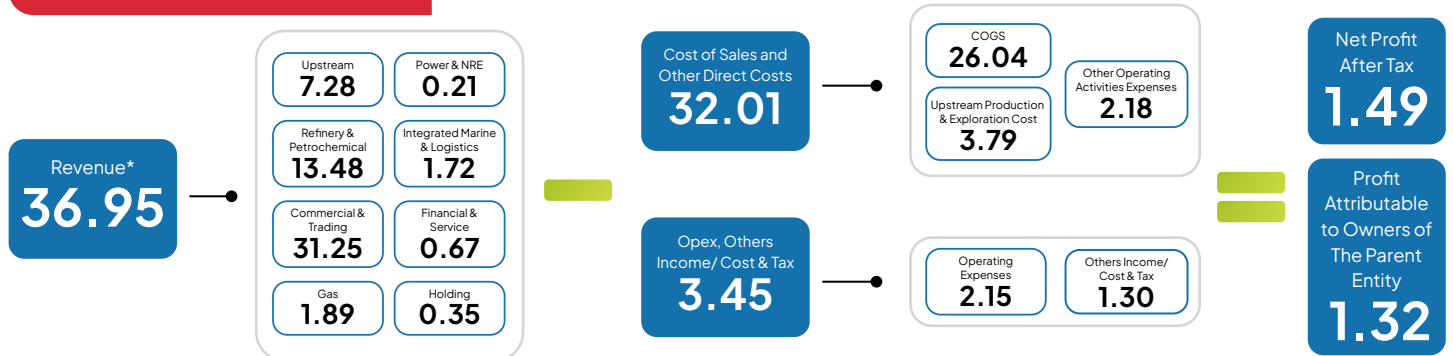 Revenue*
36.95
Upstream
7.28
Power & NRE
0.21
Refinery &
Petrochemical
13.48
Integrated Marine
& Logistics
1.72
Commercial &
Trading
31.25
Financial &
Service
0.67
Gas
1.89
Holding
0.35
Cost of Sales and
Other Direct Costs
32.01
COGS
26.04
Upstream Production
& Exploration Cost
3.79
Other Operating
Activities Expenses
2.18
Opex, Others
Income/ Cost & Tax
3.45
Operating
Expenses
2.15
Others Income/
Cost & Tax
1.30
Net Profit
After Tax
1.49
Profit
Attributable
to Owners of
The Parent
Entity
1.32